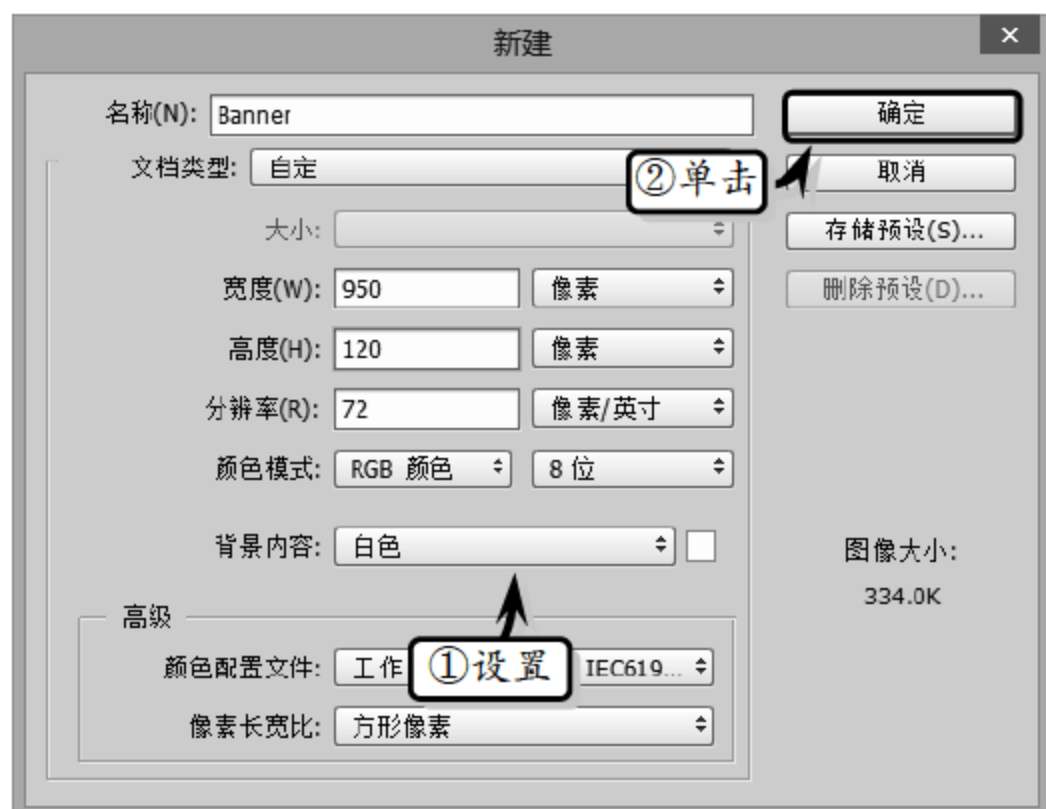 新建
×
名称(N): Banner
确定
文档类型: 自定
②单击
取消
大小:
存储预设(S)...
宽度(W): 950 像素
删除预设(D)...
高度(H): 120 像素
分辨率(R): 72 像素/英寸
颜色模式: RGB 颜色 8 位
背景内容: 白色
图像大小:
334.0K
高级
①设置
颜色配置文件: 工作 IEC619...
像素长宽比: 方形像素